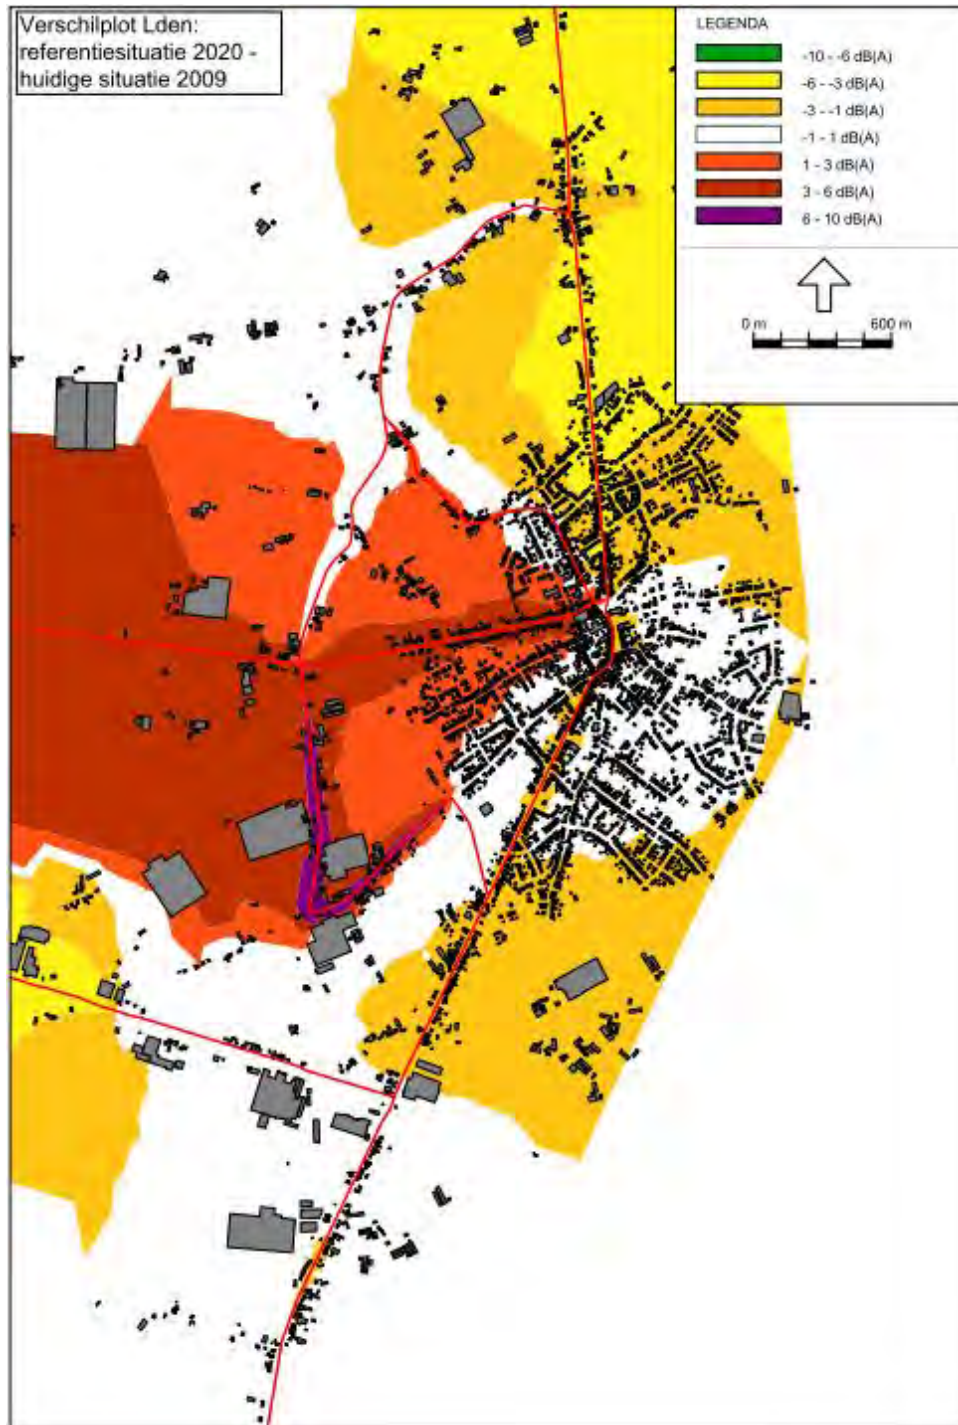 Verschilplot Lden:
referentiesituatie 2020 -
huidige situatie 2009
LEGENDA
-10 - -6 dB(A)
-6 - -3 dB(A)
-3 - -1 dB(A)
-1 - 1 dB(A)
1 - 3 dB(A)
3 - 6 dB(A)
6 - 10 dB(A)
0 m 600 m